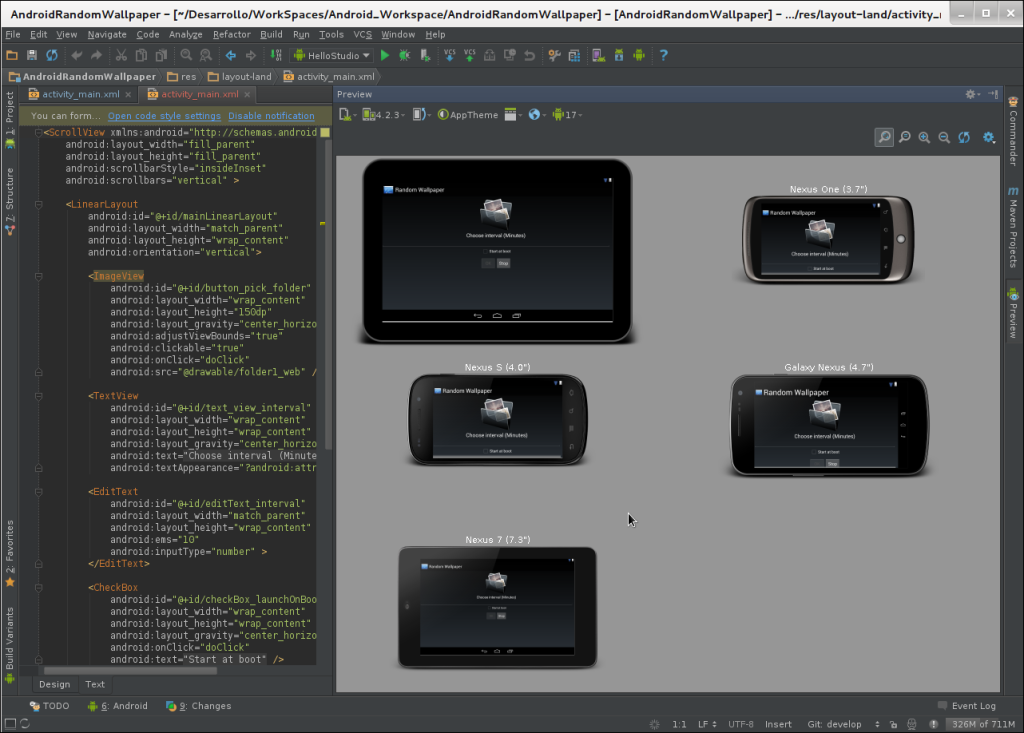 AndroidRandomWallpaper – [~/Desarrollo/WorkSpaces/Android_Workspace/AndroidRandomWallpaper] – [AndroidRandomWallpaper] – .../res/layout-land/activity_
File Edit View Navigate Code Analyze Refactor Build Run Tools VCS Window Help
HelloStudio
VCS VCS
AndroidRandomWallpaper res layout-land activity_main.xml
activity_main.xml activity_main.xml
You can form... Open code style settings Disable notification
<ScrollView xmlns:android="http://schemas.android
android:layout_width="fill_parent"
android:layout_height="fill_parent"
android:scrollbarStyle="insideInset"
android:scrollbars="vertical" >
<LinearLayout
android:id="@+id/mainLinearLayout"
android:layout_width="match_parent"
android:layout_height="wrap_content"
android:orientation="vertical">
<ImageView
android:id="@+id/button_pick_folder"
android:layout_width="wrap_content"
android:layout_height="150dp"
android:layout_gravity="center_horizo
android:adjustViewBounds="true"
android:clickable="true"
android:onClick="doClick"
android:src="@drawable/folder1_web" /
<TextView
android:id="@+id/text_view_interval"
android:layout_width="wrap_content"
android:layout_height="wrap_content"
android:layout_gravity="center_horizo
android:text="Choose interval (Minute
android:textAppearance="?android:attr
<EditText
android:id="@+id/editText_interval"
android:layout_width="match_parent"
android:layout_height="wrap_content"
android:ems="10"
android:inputType="number" >
</EditText>
<CheckBox
android:id="@+id/checkBox_launchOnBoo
android:layout_width="wrap_content"
android:layout_height="wrap_content"
android:layout_gravity="center_horizo
android:onClick="doClick"
android:text="Start at boot" />
Design Text
1: Project
7: Structure
2: Favorites
Build Variants
Preview
4.2.3 AppTheme 17
Random Wallpaper
Choose interval (Minutes)
Start at boot
Stop
Nexus One (3.7")
Random Wallpaper
Choose interval (Minutes)
Start at boot
Nexus S (4.0")
Random Wallpaper
Choose interval (Minutes)
Start at boot
Galaxy Nexus (4.7")
Random Wallpaper
Choose interval (Minutes)
Start at boot
Stop
Nexus 7 (7.3")
Random Wallpaper
Choose interval (Minutes)
Start at boot
Commander
Maven Projects
Preview
TODO 6: Android 9: Changes Event Log
1:1 LF UTF-8 Insert Git: develop 326M of 711M